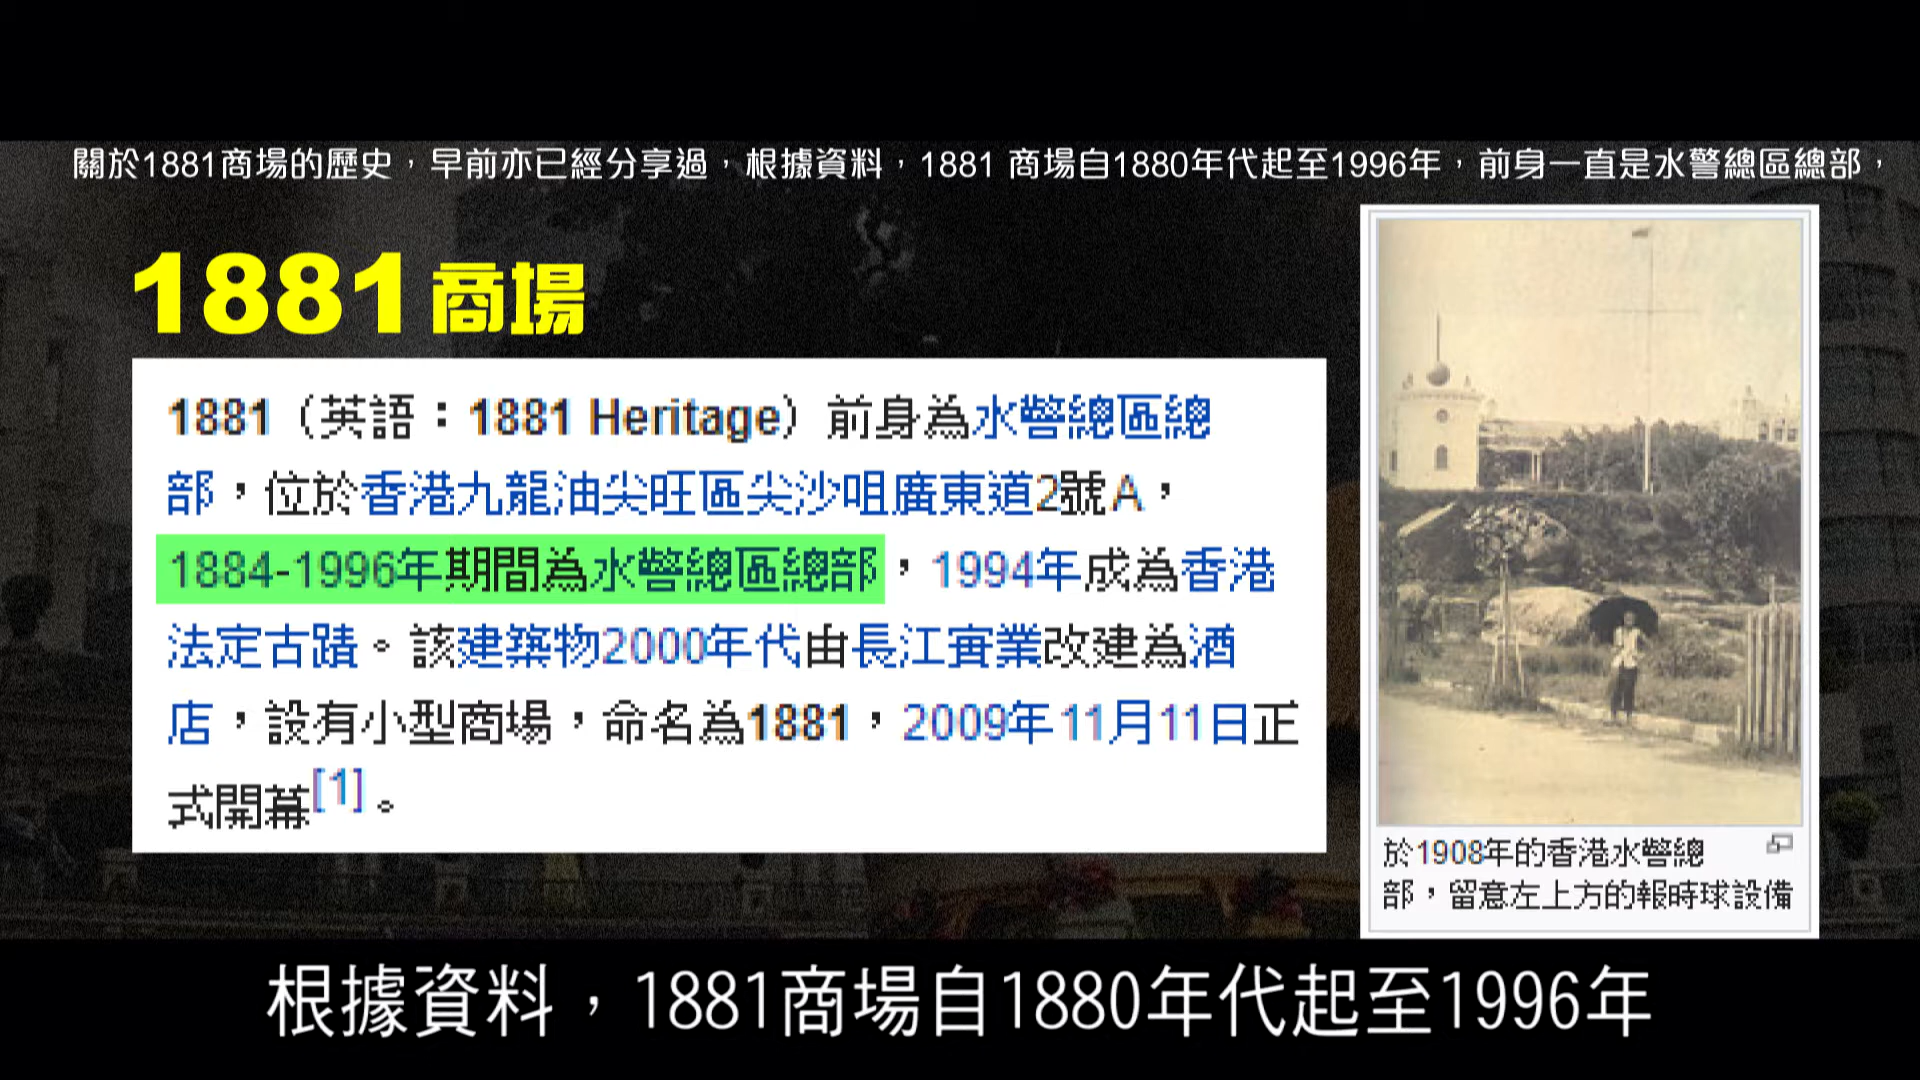 關於1881商場的歷史，早前亦已經分享過，根據資料，1881 商場自1880年代起至1996年，前身一直是水警總區總部，
1881商場
1881（英語：1881 Heritage）前身為水警總區總
部，位於香港九龍油尖旺區尖沙咀廣東道2號A，
1884-1996年期間為水警總區總部，1994年成為香港
法定古蹟。該建築物2000年代由長江實業改建為酒
店，設有小型商場，命名為1881，2009年11月11日正
式開幕[1]。
於1908年的香港水警總
部，留意左上方的報時球設備
根據資料，1881商場自1880年代起至1996年